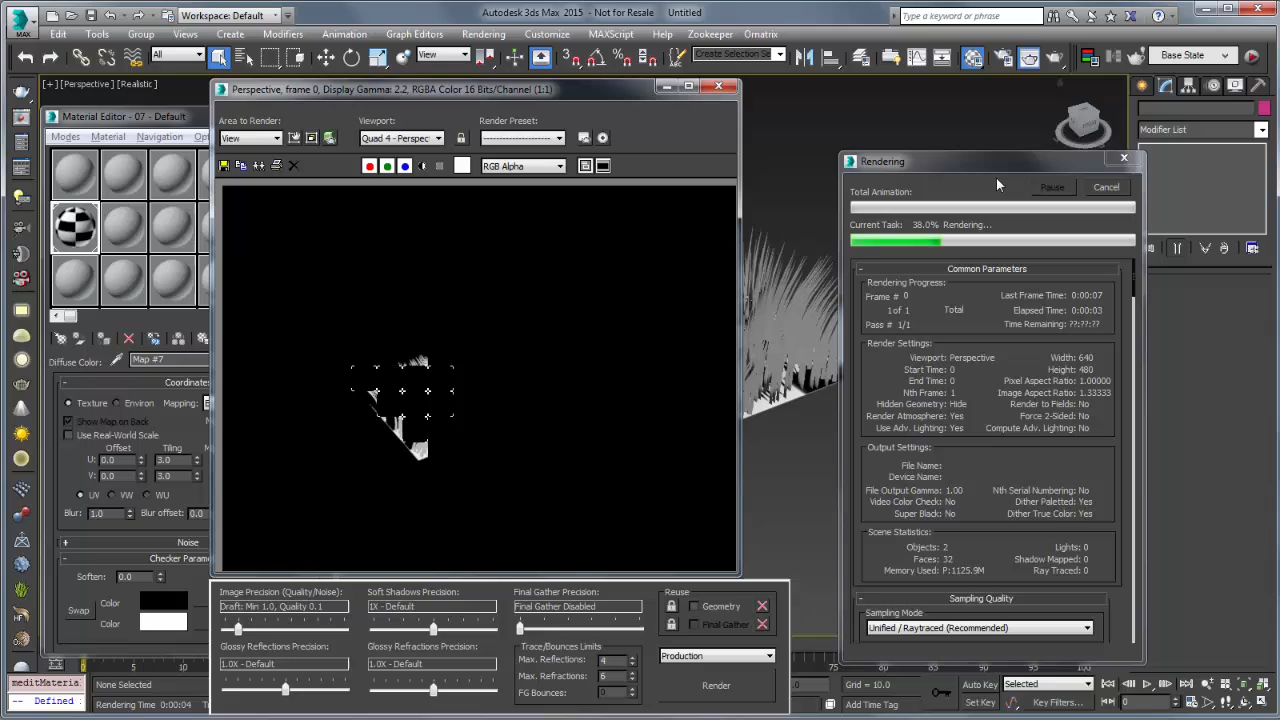 MAX
Workspace: Default
Autodesk 3ds Max 2015 - Not for Resale   Untitled
Type a keyword or phrase
Edit   Tools   Group   Views   Create   Modifiers   Animation   Graph Editors   Rendering   Customize   MAXScript   Help   Zookeeper   Ornatrix
All   View   Create Selection Se   Base State
[+] [Perspective] [Realistic]
Perspective, frame 0, Display Gamma: 2.2, RGBA Color 16 Bits/Channel (1:1)
Material Editor - 07 - Default
Modes   Material   Navigation
Area to Render:   Viewport:   Render Preset:
View   Quad 4 - Perspec
RGB Alpha
Modifier List
Rendering
Total Animation:   Pause   Cancel
Current Task:   38.0%   Rendering...
Common Parameters
Rendering Progress:
Frame #   0
1 of 1   Total
Pass #   1/1
Last Frame Time:   0:00:07
Elapsed Time:   0:00:03
Time Remaining:   ??:??:??
Render Settings:
Viewport:   Perspective   Width:   640
Start Time:   0   Height:   480
End Time:   0   Pixel Aspect Ratio:   1.00000
Nth Frame:   1   Image Aspect Ratio:   1.33333
Hidden Geometry:   Hide   Render to Fields:   No
Render Atmosphere:   Yes   Force 2-Sided:   No
Use Adv. Lighting:   Yes   Compute Adv. Lighting:   No
Output Settings:
File Name:
Device Name:
File Output Gamma:   1.00   Nth Serial Numbering:   No
Video Color Check:   No   Dither Paletted:   Yes
Super Black:   No   Dither True Color:   Yes
Scene Statistics:
Objects:   2   Lights:   0
Faces:   32   Shadow Mapped:   0
Memory Used:   P:1125.9M   Ray Traced:   0
Sampling Quality
Sampling Mode
Unified / Raytraced (Recommended)
Diffuse Color:   Map #7
Coordinates
Texture   Environ   Mapping:
Show Map on Back
Use Real-World Scale
Offset   Tiling
U:   0.0   3.0
V:   0.0   3.0
UV   VW   WU
Blur:   1.0   Blur offset:   0.0
Noise
Checker Parame
Soften:   0.0
Swap   Color
Color
Image Precision (Quality/Noise):   Soft Shadows Precision:   Final Gather Precision:   Reuse
Draft: Min 1.0, Quality 0.1   1X - Default   Final Gather Disabled   Geometry
Final Gather
Glossy Reflections Precision:   Glossy Refractions Precision:   Trace/Bounces Limits   Production
1.0X - Default   1.0X - Default
Max. Reflections:   4
Max. Refractions:   6
FG Bounces:   0
Render
0   5   10   75   80   85   90   95   100
meditMateria   None Selected   Grid = 10.0   Auto Key   Selected
-- Defined   Rendering Time   0:00:04   Add Time Tag   Set Key   Key Filters...   0